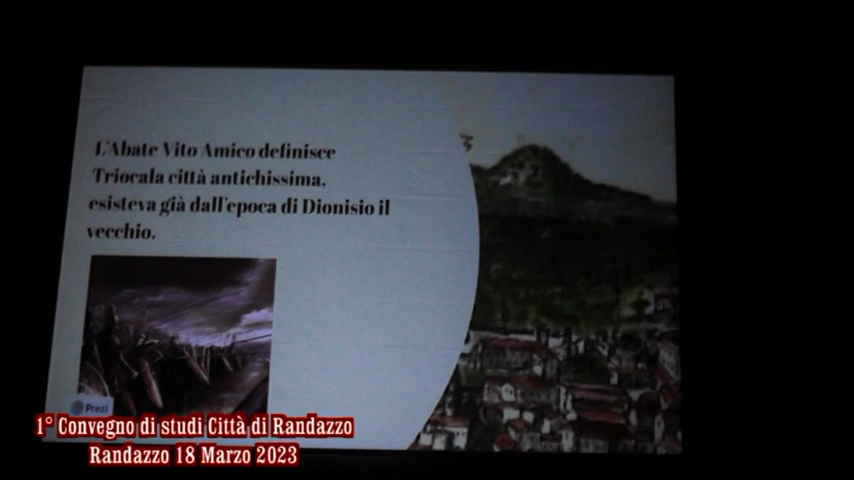 L'Abate Vito Amico definisce
Triocala città antichissima,
esisteva già dall'epoca di Dionisio il
vecchio.
Prezi
1° Convegno di studi Città di Randazzo
Randazzo 18 Marzo 2023